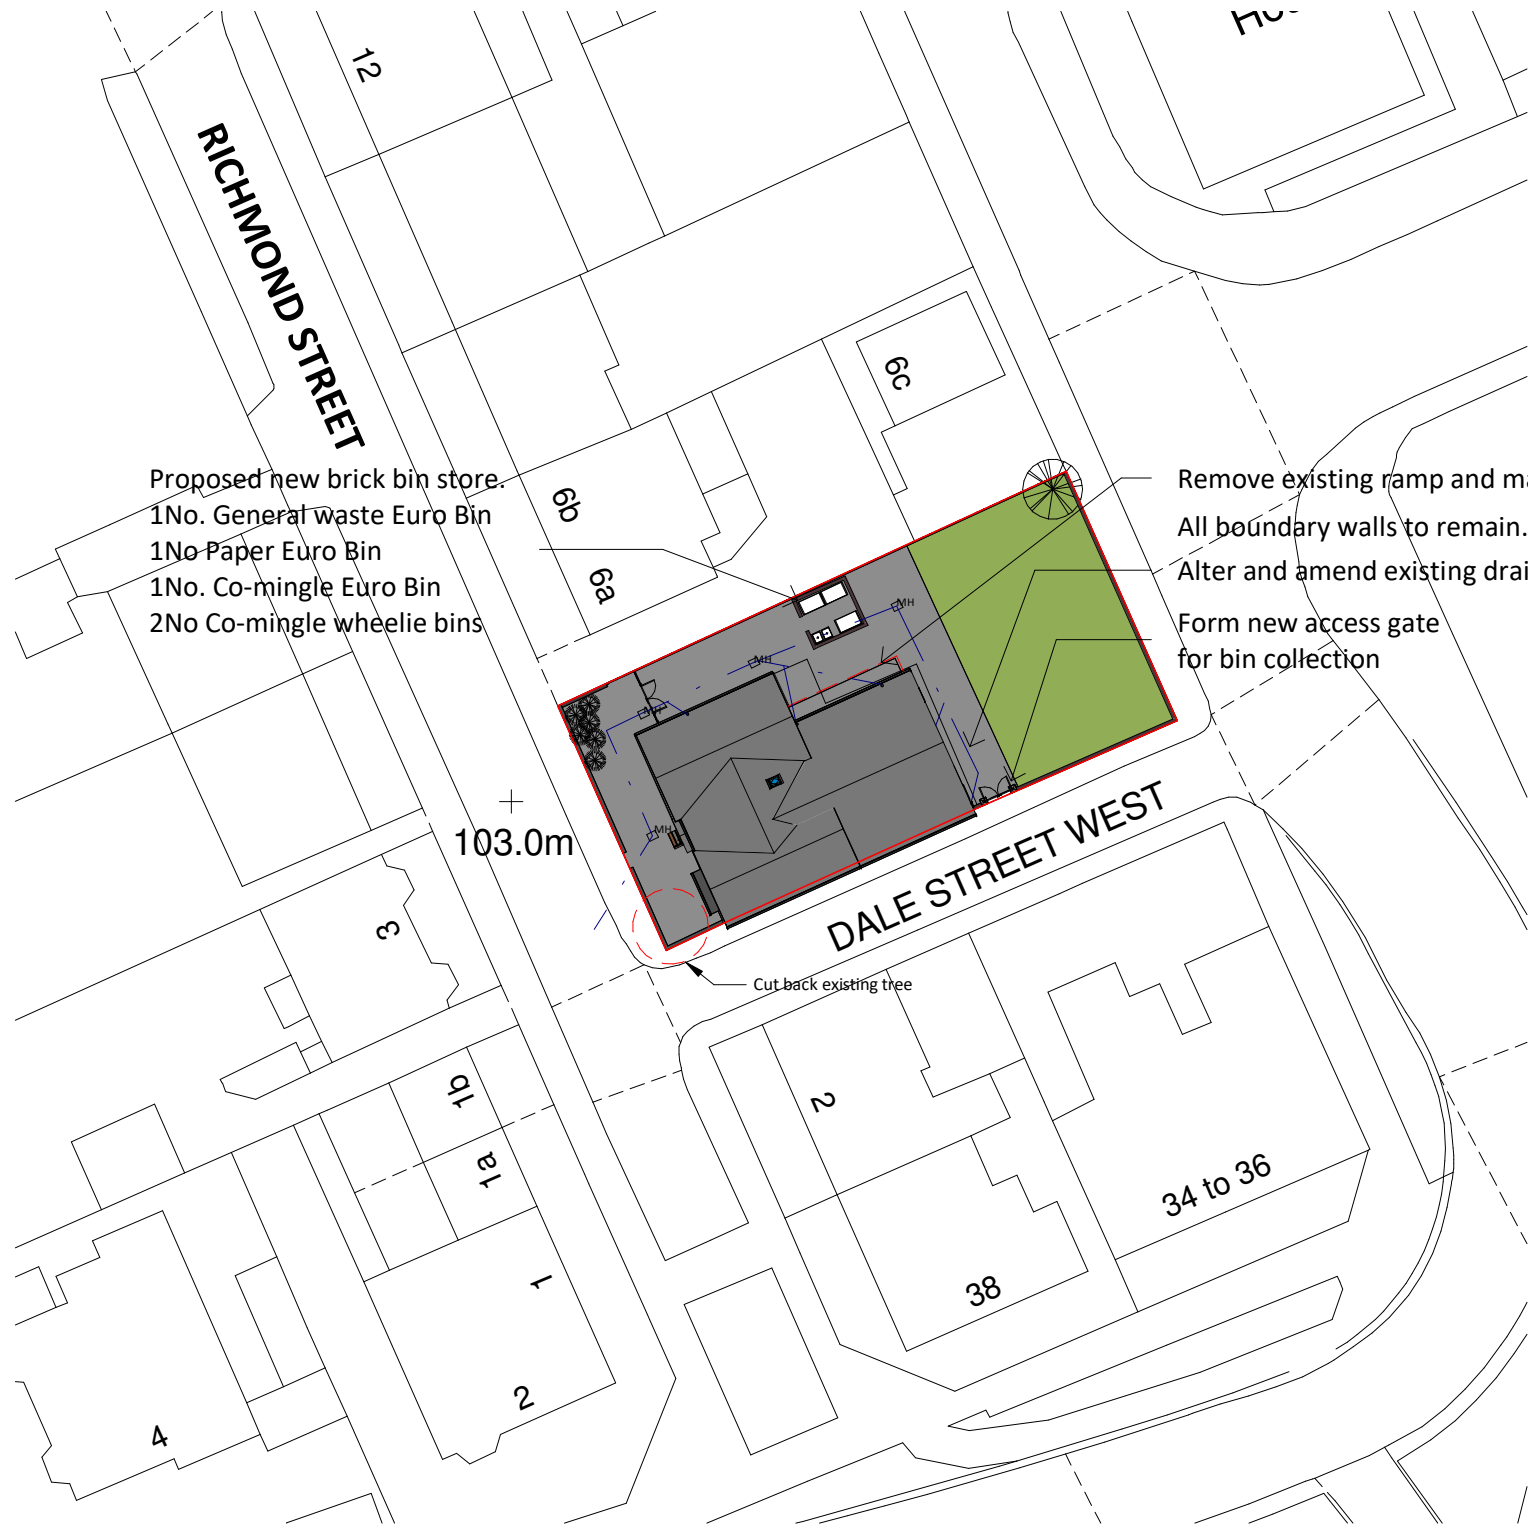 12
RICHMOND STREET
6c
Proposed new brick bin store.
1No. General waste Euro Bin
1No Paper Euro Bin
1No. Co-mingle Euro Bin
2No Co-mingle wheelie bins
6b
6a
Remove existing ramp and
All boundary walls to remain.
Alter and amend existing
Form new access gate
for bin collection
MH
MH
MH
MH
103.0m
DALE STREET WEST
3
Cut back existing tree
1b
1a
1
2
4
2
34 to 36
38